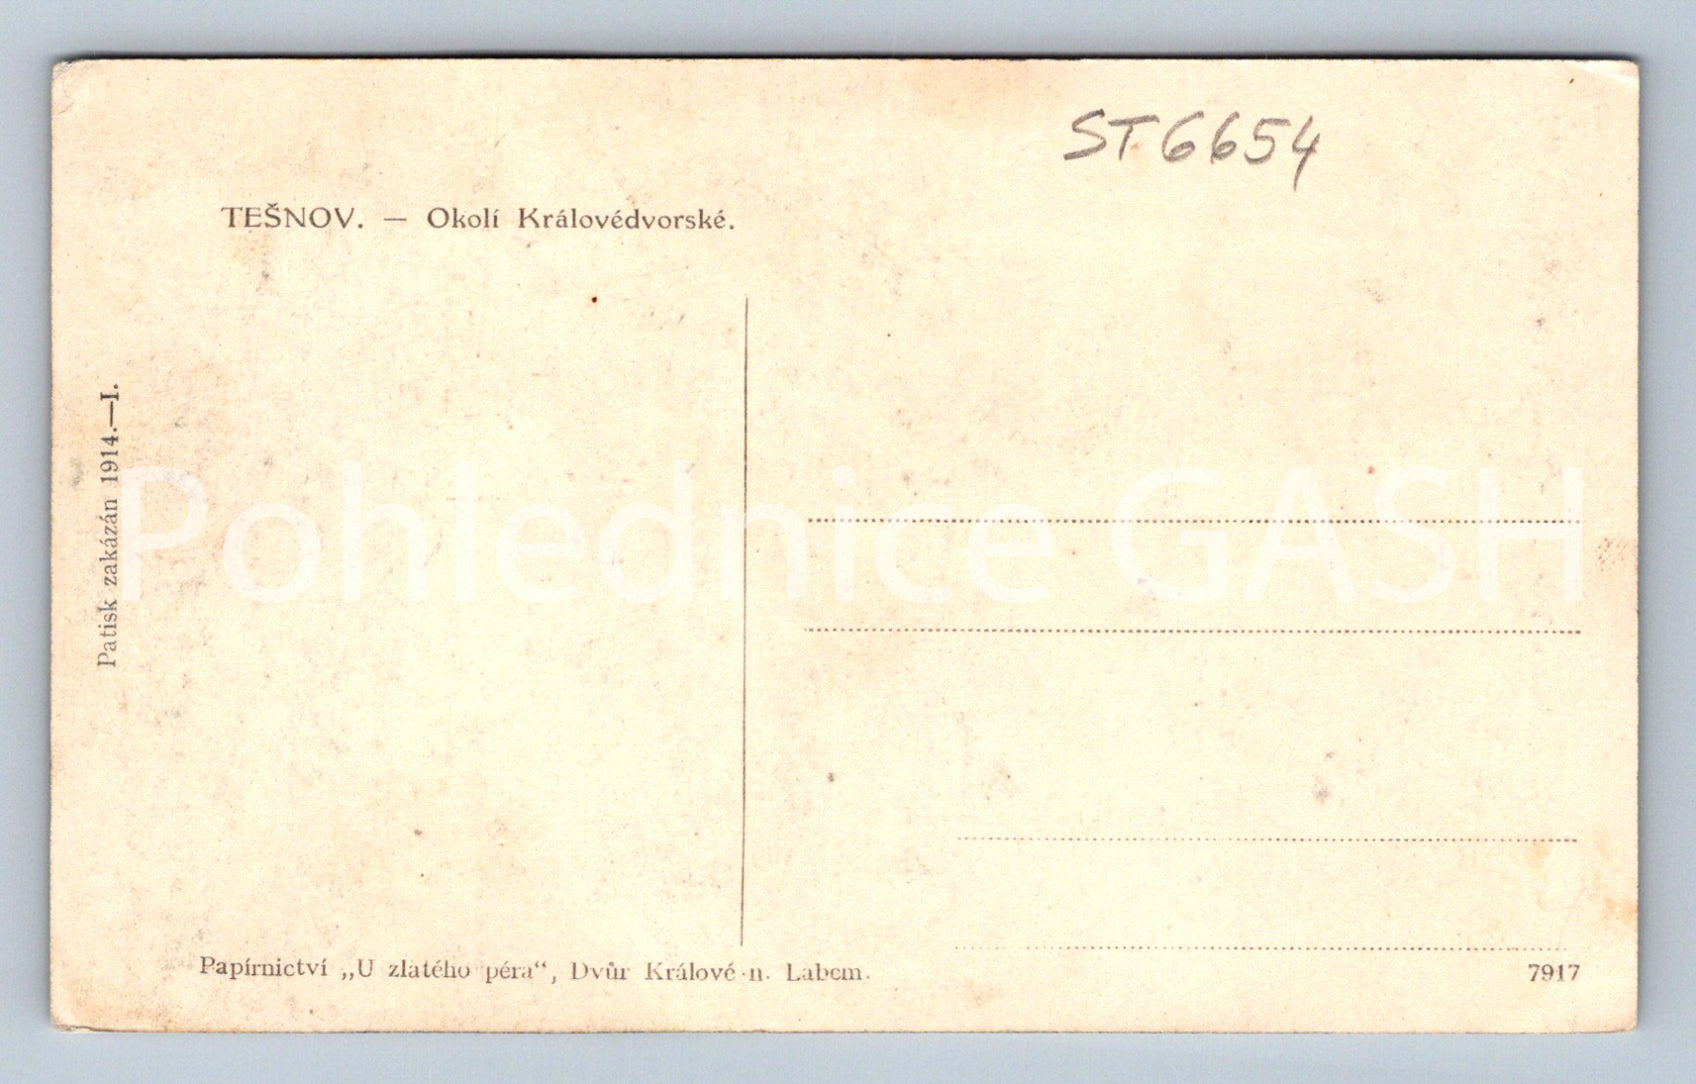 ST6654
TEŠNOV. — Okolí Královédvorské.
Patisk zakázán 1914.—I.
Pohlednice GASH
Papírnictví „U zlatého péra“, Dvůr Králové n. Labem.
7917